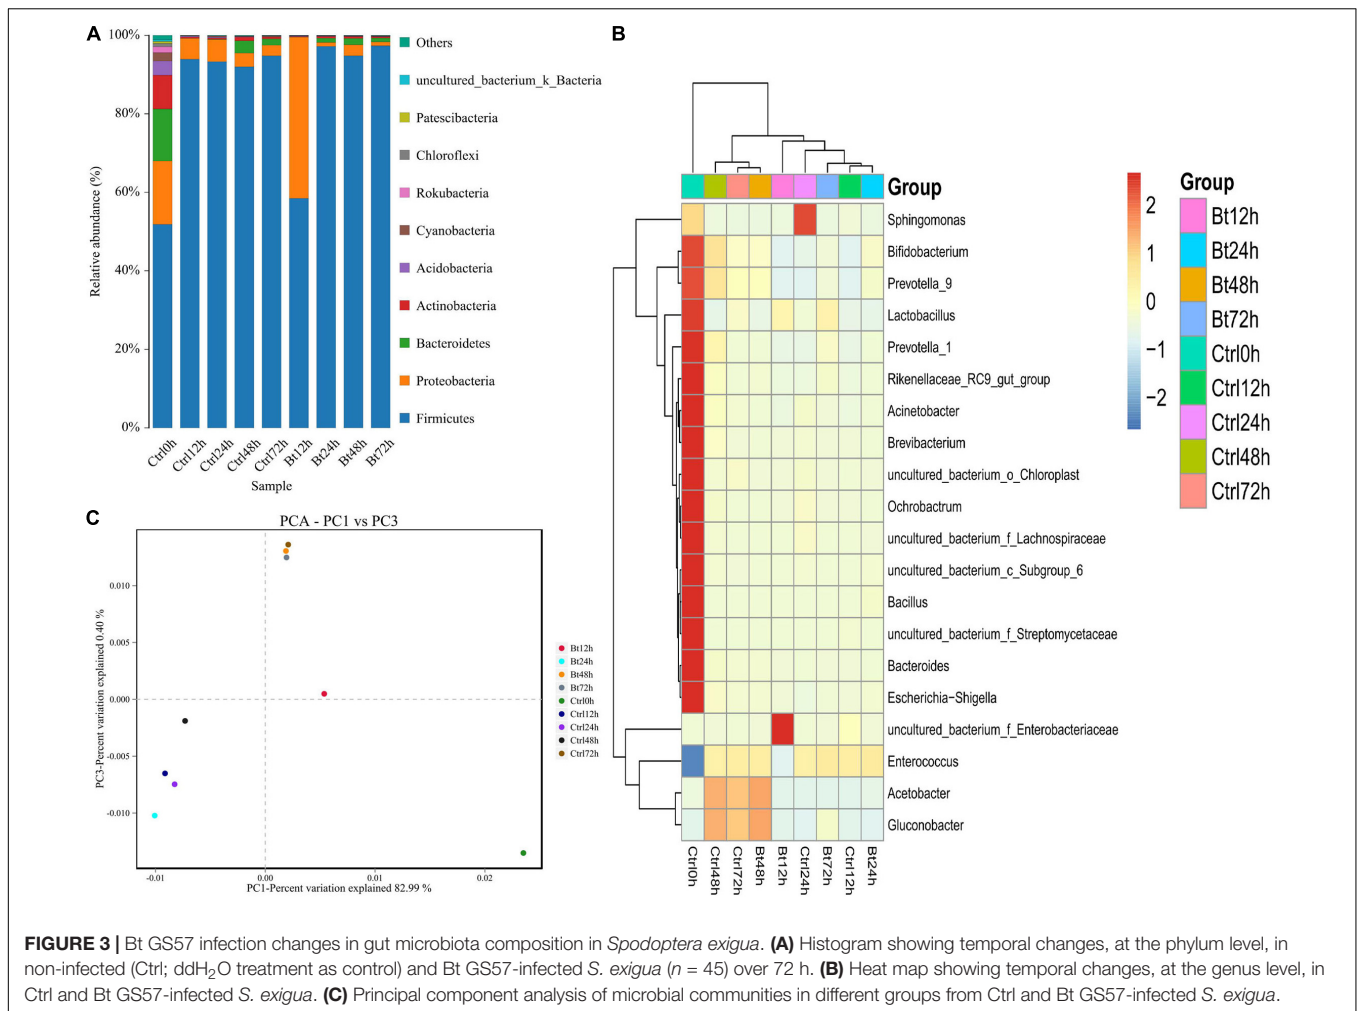 A
100%
80%
60%
40%
20%
0%
Relative abundance (%)
Ctrl0h
Ctrl12h
Ctrl24h
Ctrl48h
Ctrl72h
Bt12h
Bt24h
Bt48h
Bt72h
Sample
Others
uncultured_bacterium_k_Bacteria
Patescibacteria
Chloroflexi
Rokubacteria
Cyanobacteria
Acidobacteria
Actinobacteria
Bacteroidetes
Proteobacteria
Firmicutes
B
Group
Sphingomonas
Bifidobacterium
Prevotella_9
Lactobacillus
Prevotella_1
Rikenellaceae_RC9_gut_group
Acinetobacter
Brevibacterium
uncultured_bacterium_o_Chloroplast
Ochrobactrum
uncultured_bacterium_f_Lachnospiraceae
uncultured_bacterium_c_Subgroup_6
Bacillus
uncultured_bacterium_f_Streptomycetaceae
Bacteroides
Escherichia−Shigella
uncultured_bacterium_f_Enterobacteriaceae
Enterococcus
Acetobacter
Gluconobacter
Ctrl0h
Ctrl48h
Ctrl72h
Bt48h
Bt12h
Ctrl24h
Bt72h
Ctrl12h
Bt24h
2
1
0
−1
−2
Group
Bt12h
Bt24h
Bt48h
Bt72h
Ctrl0h
Ctrl12h
Ctrl24h
Ctrl48h
Ctrl72h
C
PCA - PC1 vs PC3
0.010
0.005
0.000
-0.005
-0.010
PC3-Percent variation explained 0.40 %
-0.01
0.00
0.01
0.02
PC1-Percent variation explained 82.99 %
Bt12h
Bt24h
Bt48h
Bt72h
Ctrl0h
Ctrl12h
Ctrl24h
Ctrl48h
Ctrl72h
FIGURE 3 | Bt GS57 infection changes in gut microbiota composition in Spodoptera exigua. (A) Histogram showing temporal changes, at the phylum level, in
non-infected (Ctrl; ddH₂O treatment as control) and Bt GS57-infected S. exigua (n = 45) over 72 h. (B) Heat map showing temporal changes, at the genus level, in
Ctrl and Bt GS57-infected S. exigua. (C) Principal component analysis of microbial communities in different groups from Ctrl and Bt GS57-infected S. exigua.